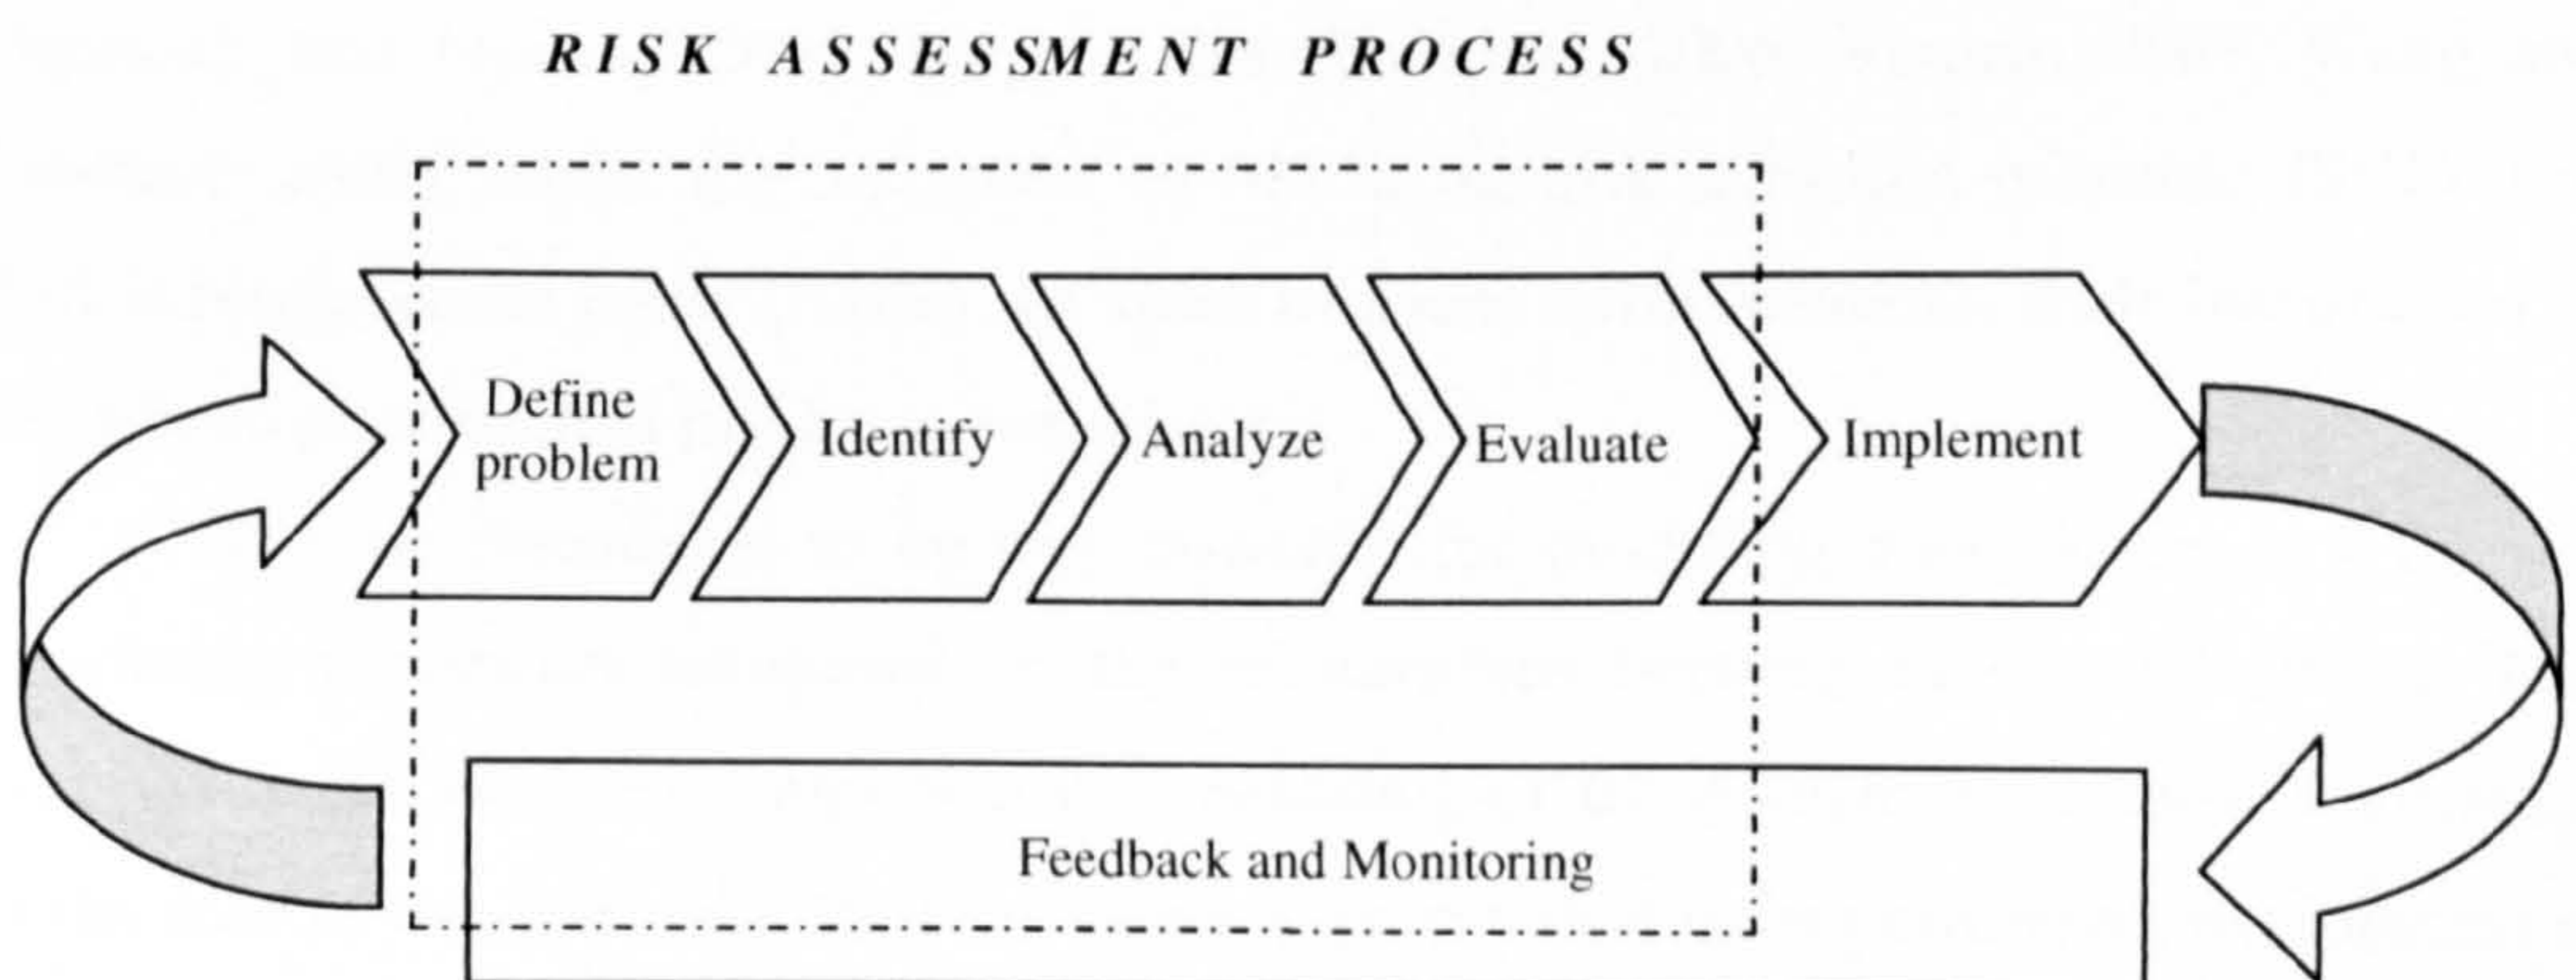 RISK ASSESSMENT PROCESS
Define
problem
Identify
Analyze
Evaluate
Implement
Feedback and Monitoring